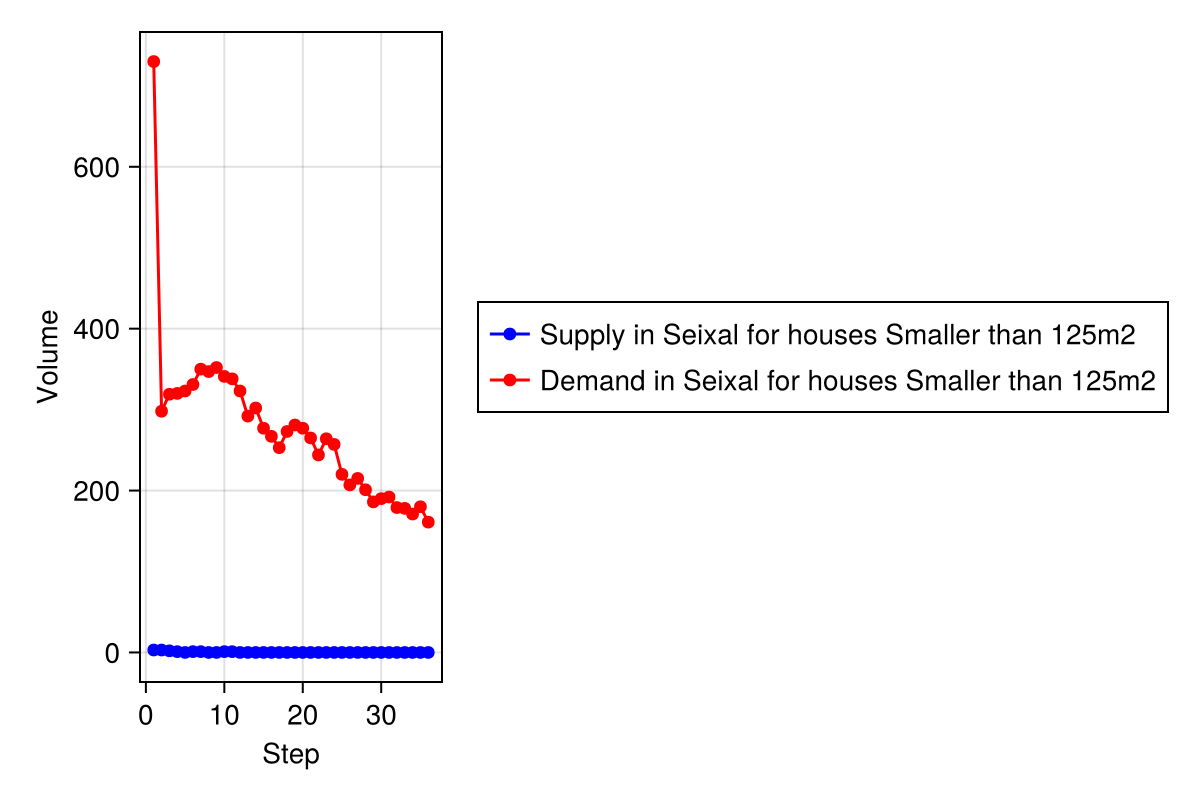 Volume
600
400
200
0
0 10 20 30
Step
Supply in Seixal for houses Smaller than 125m2
Demand in Seixal for houses Smaller than 125m2